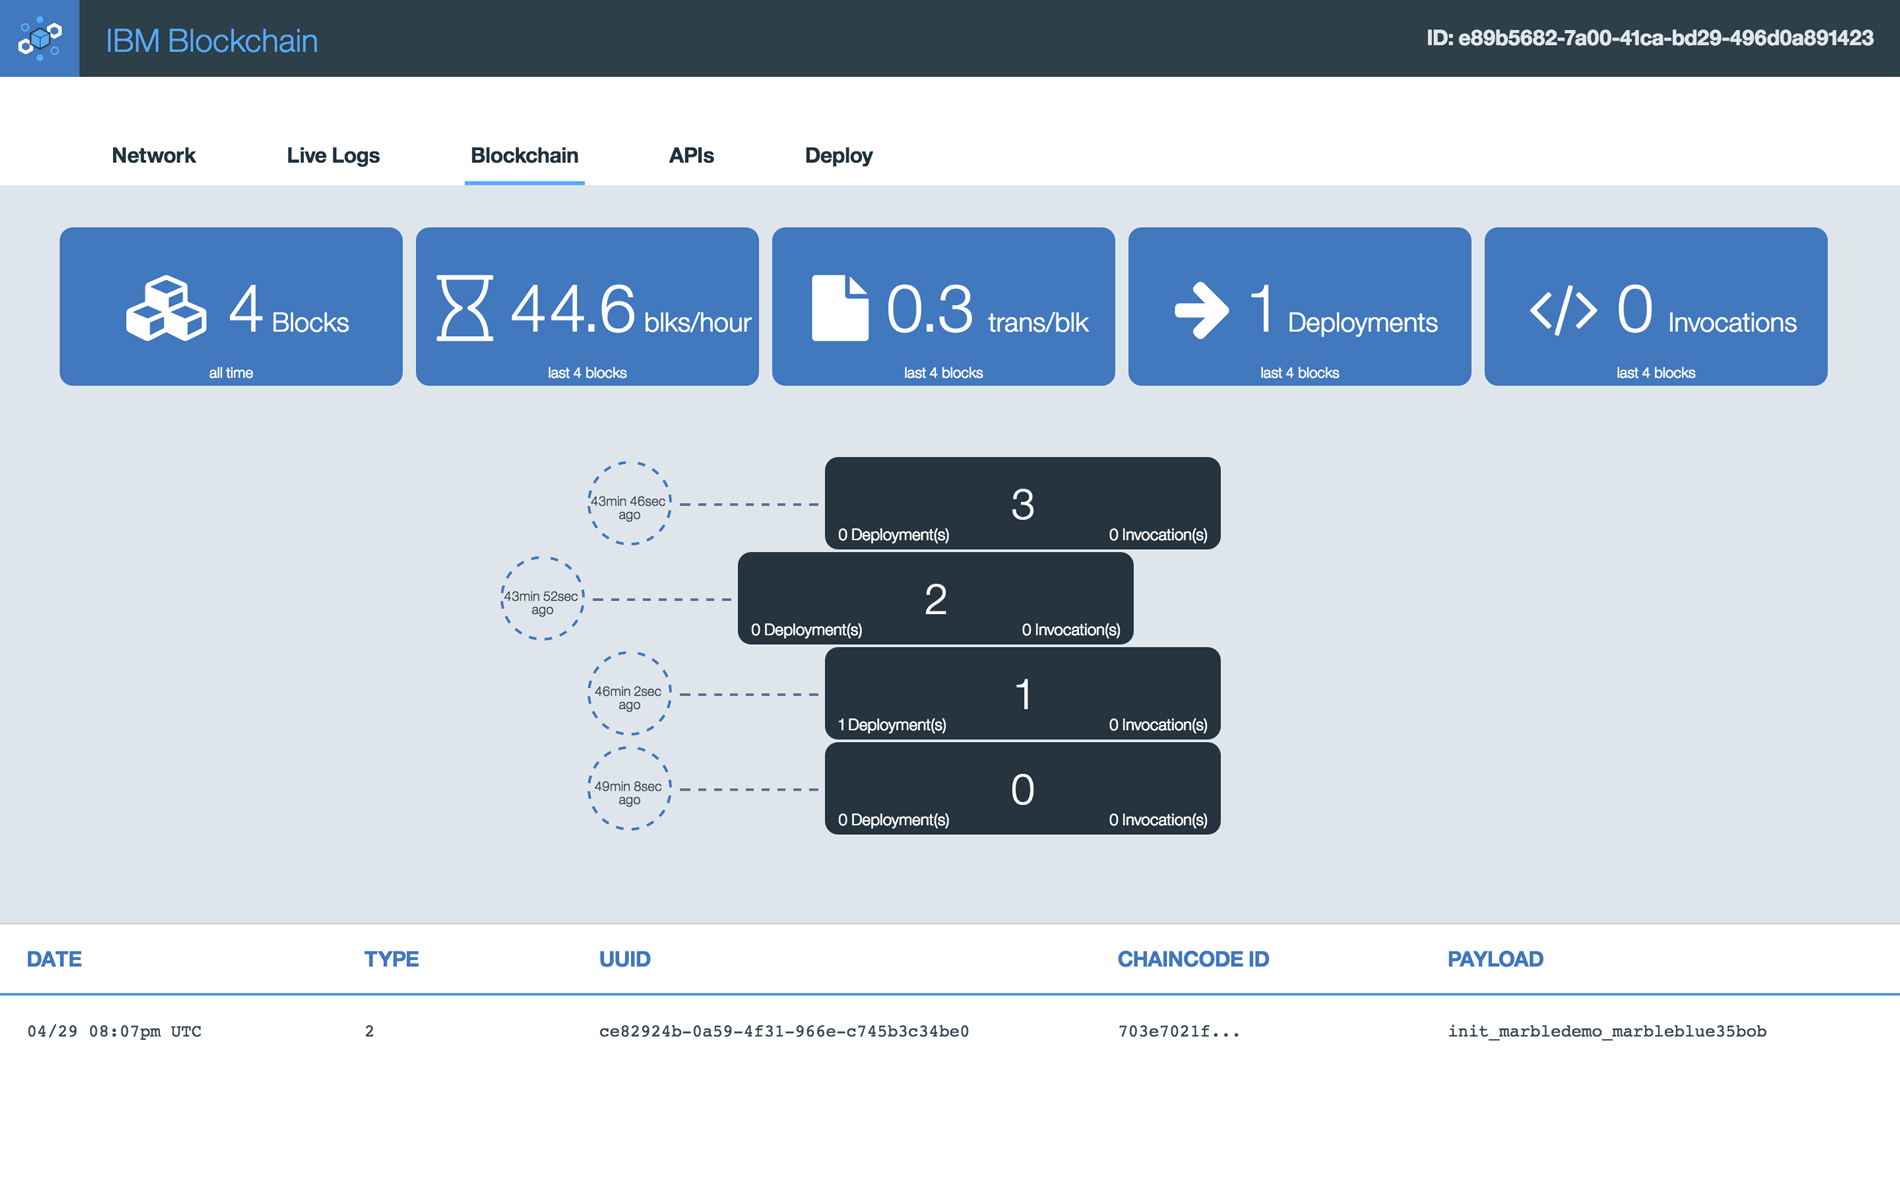 IBM Blockchain
ID: e89b5682-7a00-41ca-bd29-496d0a891423
Network Live Logs Blockchain APIs Deploy
4 Blocks
all time
44.6 blks/hour
last 4 blocks
0.3 trans/blk
last 4 blocks
1 Deployments
last 4 blocks
</> 0 Invocations
last 4 blocks
43min 46sec
ago
3
0 Deployment(s) 0 Invocation(s)
43min 52sec
ago
2
0 Deployment(s) 0 Invocation(s)
46min 2sec
ago
1
1 Deployment(s) 0 Invocation(s)
49min 8sec
ago
0
0 Deployment(s) 0 Invocation(s)
DATE TYPE UUID CHAINCODE ID PAYLOAD
04/29 08:07pm UTC 2 ce82924b-0a59-4f31-966e-c745b3c34be0 703e7021f... init_marbledemo_marbleblue35bob